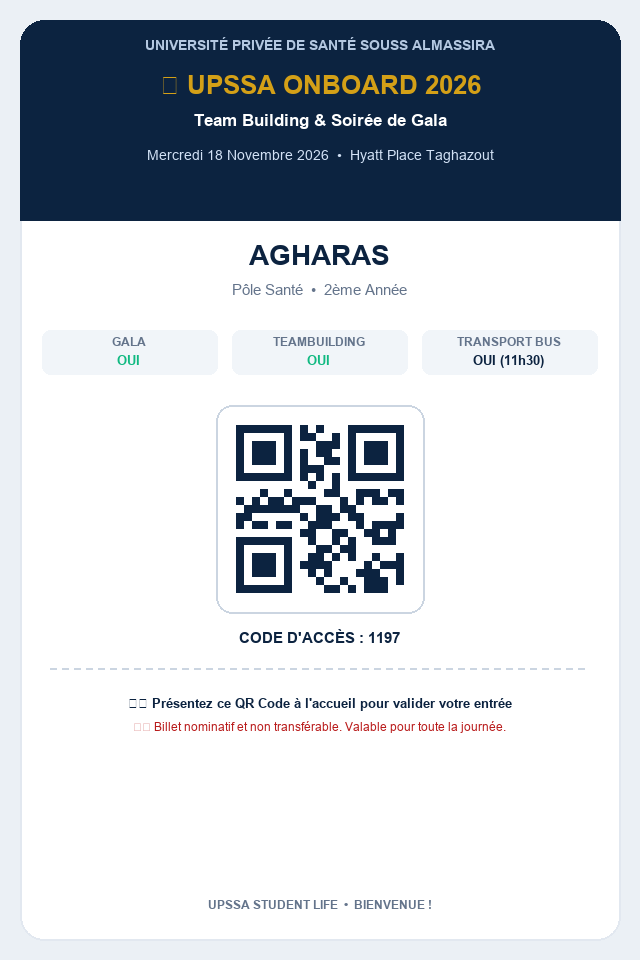 UNIVERSITÉ PRIVÉE DE SANTÉ SOUSS ALMASSIRA
UPSSA ONBOARD 2026
Team Building & Soirée de Gala
Mercredi 18 Novembre 2026 • Hyatt Place Taghazout
AGHARAS
Pôle Santé • 2ème Année
GALA
OUI
TEAMBUILDING
OUI
TRANSPORT BUS
OUI (11h30)
CODE D'ACCÈS : 1197
Présentez ce QR Code à l'accueil pour valider votre entrée
Billet nominatif et non transférable. Valable pour toute la journée.
UPSSA STUDENT LIFE • BIENVENUE !